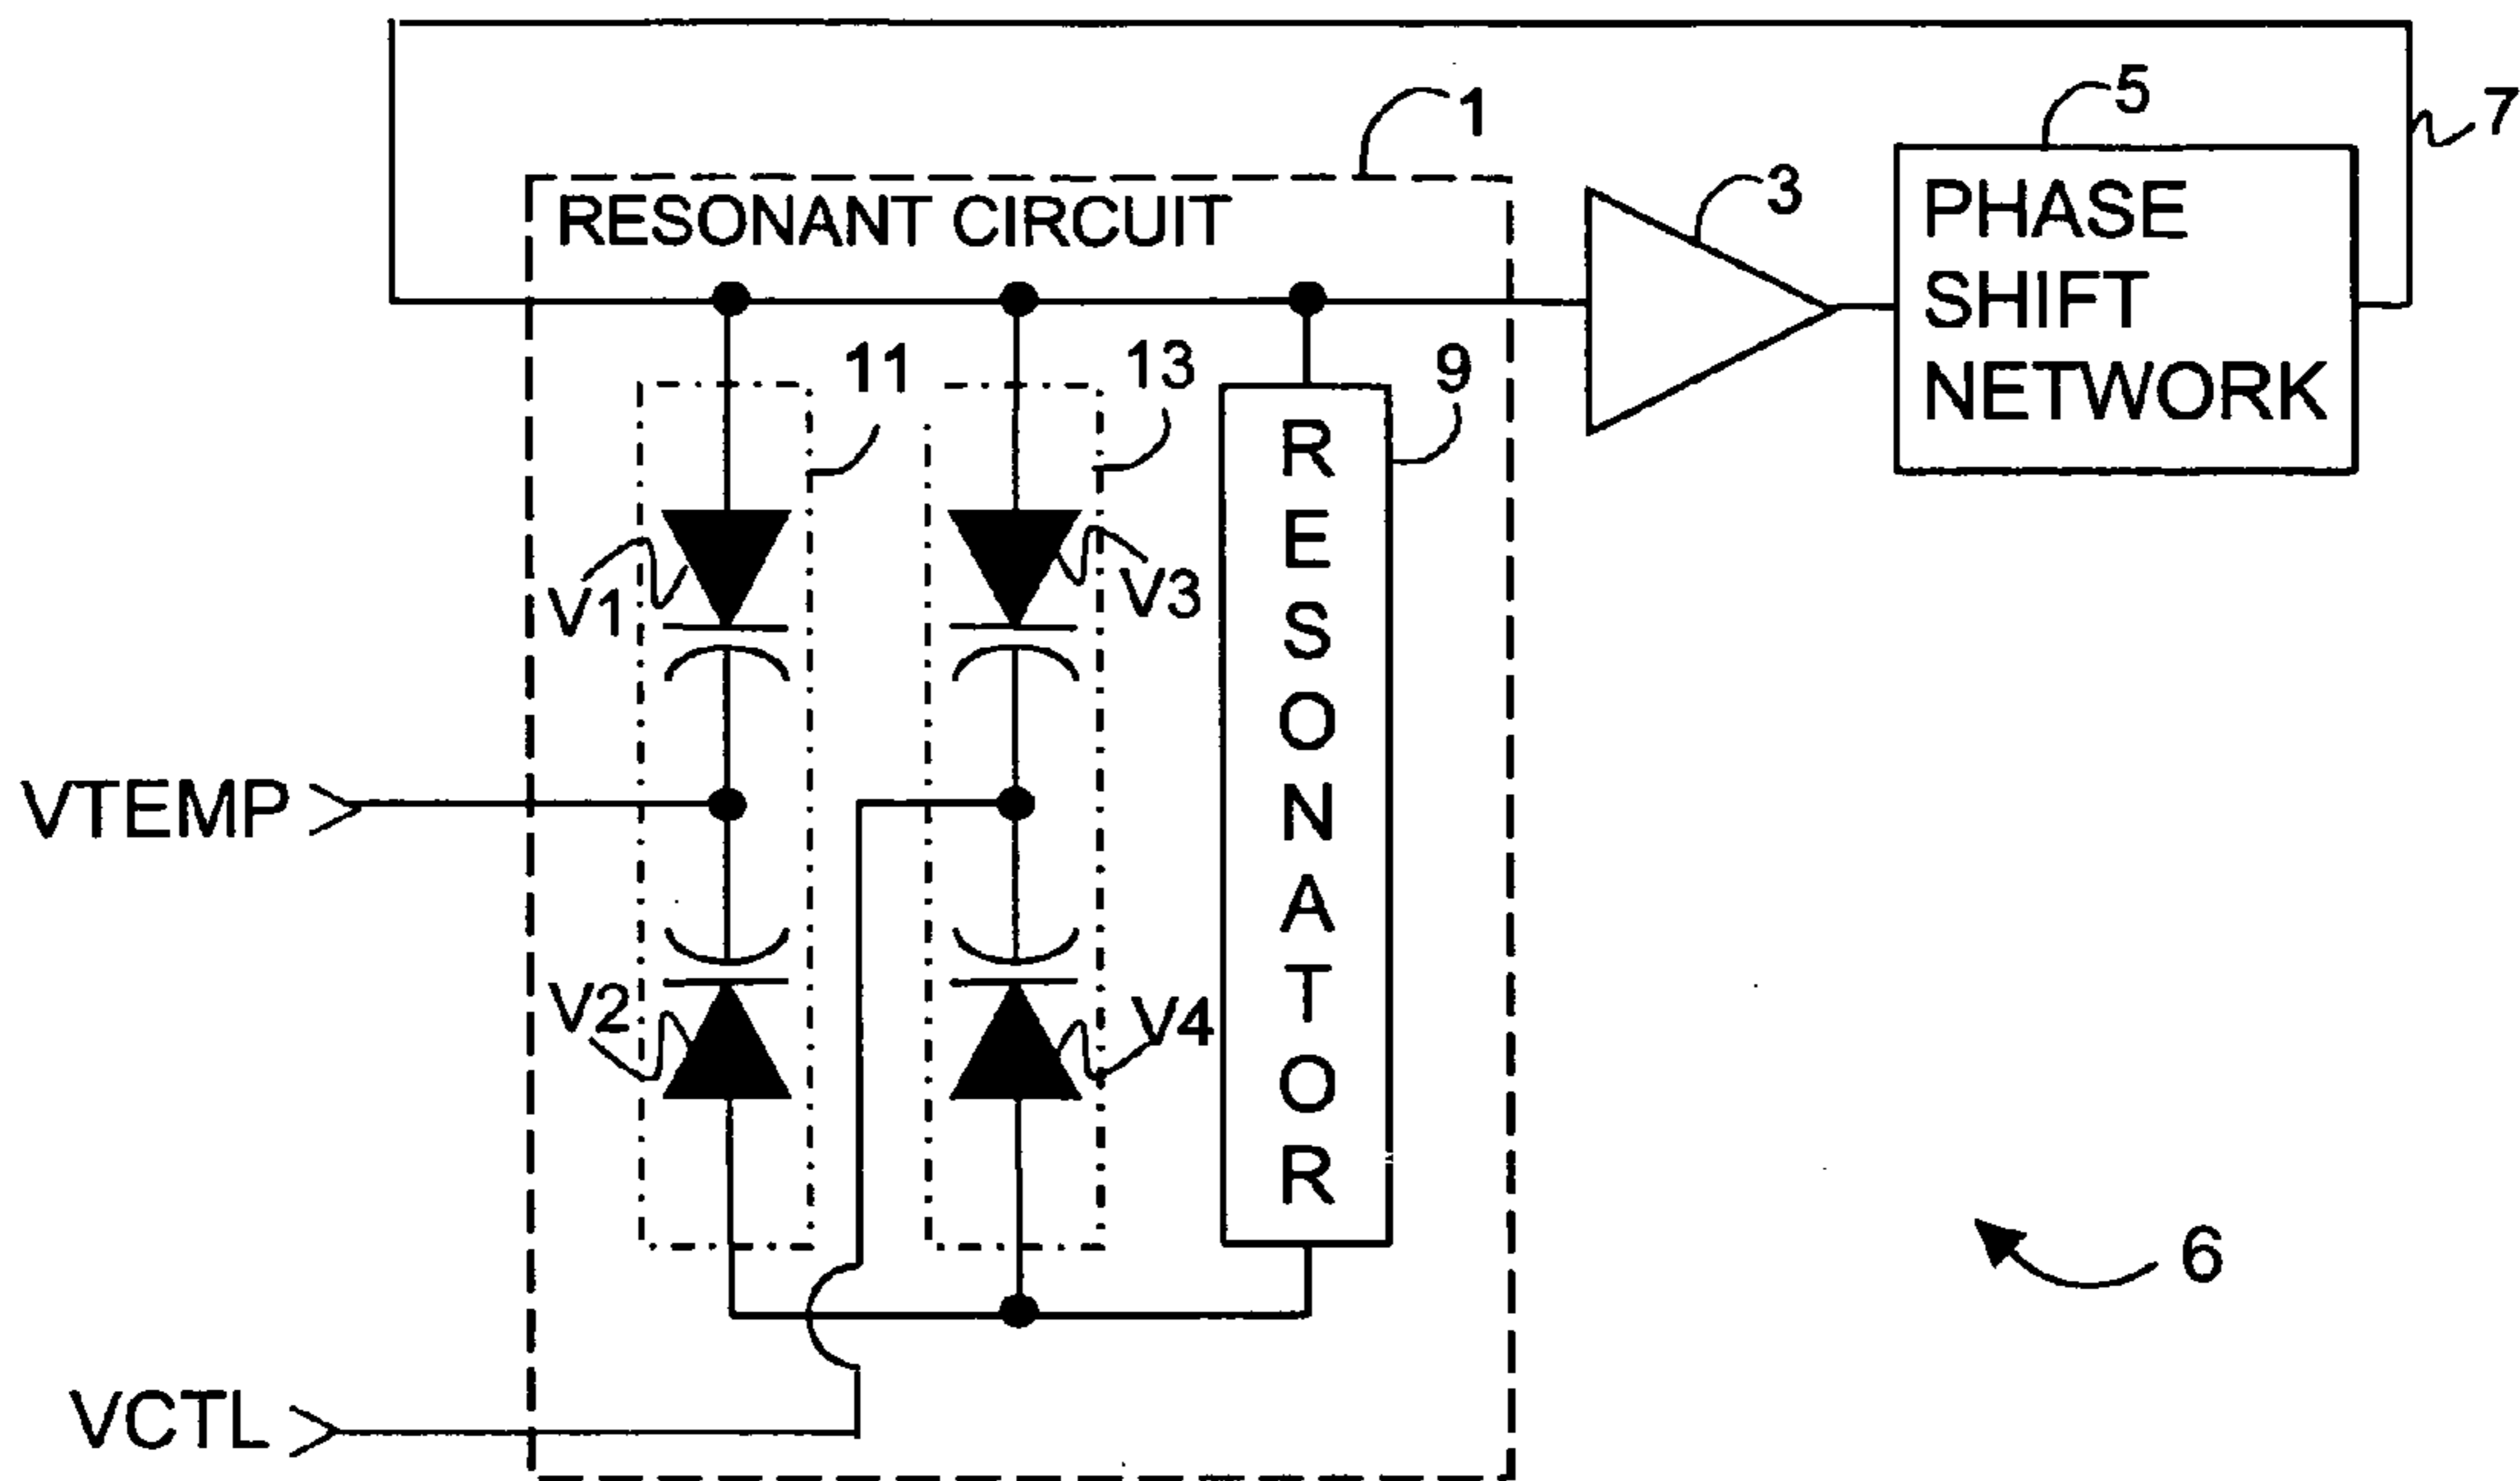 1
5
7
3
RESONANT CIRCUIT
PHASE
SHIFT
NETWORK
11
13
9
RESONATOR
V1
V3
VTEMP
V2
V4
6
VCTL